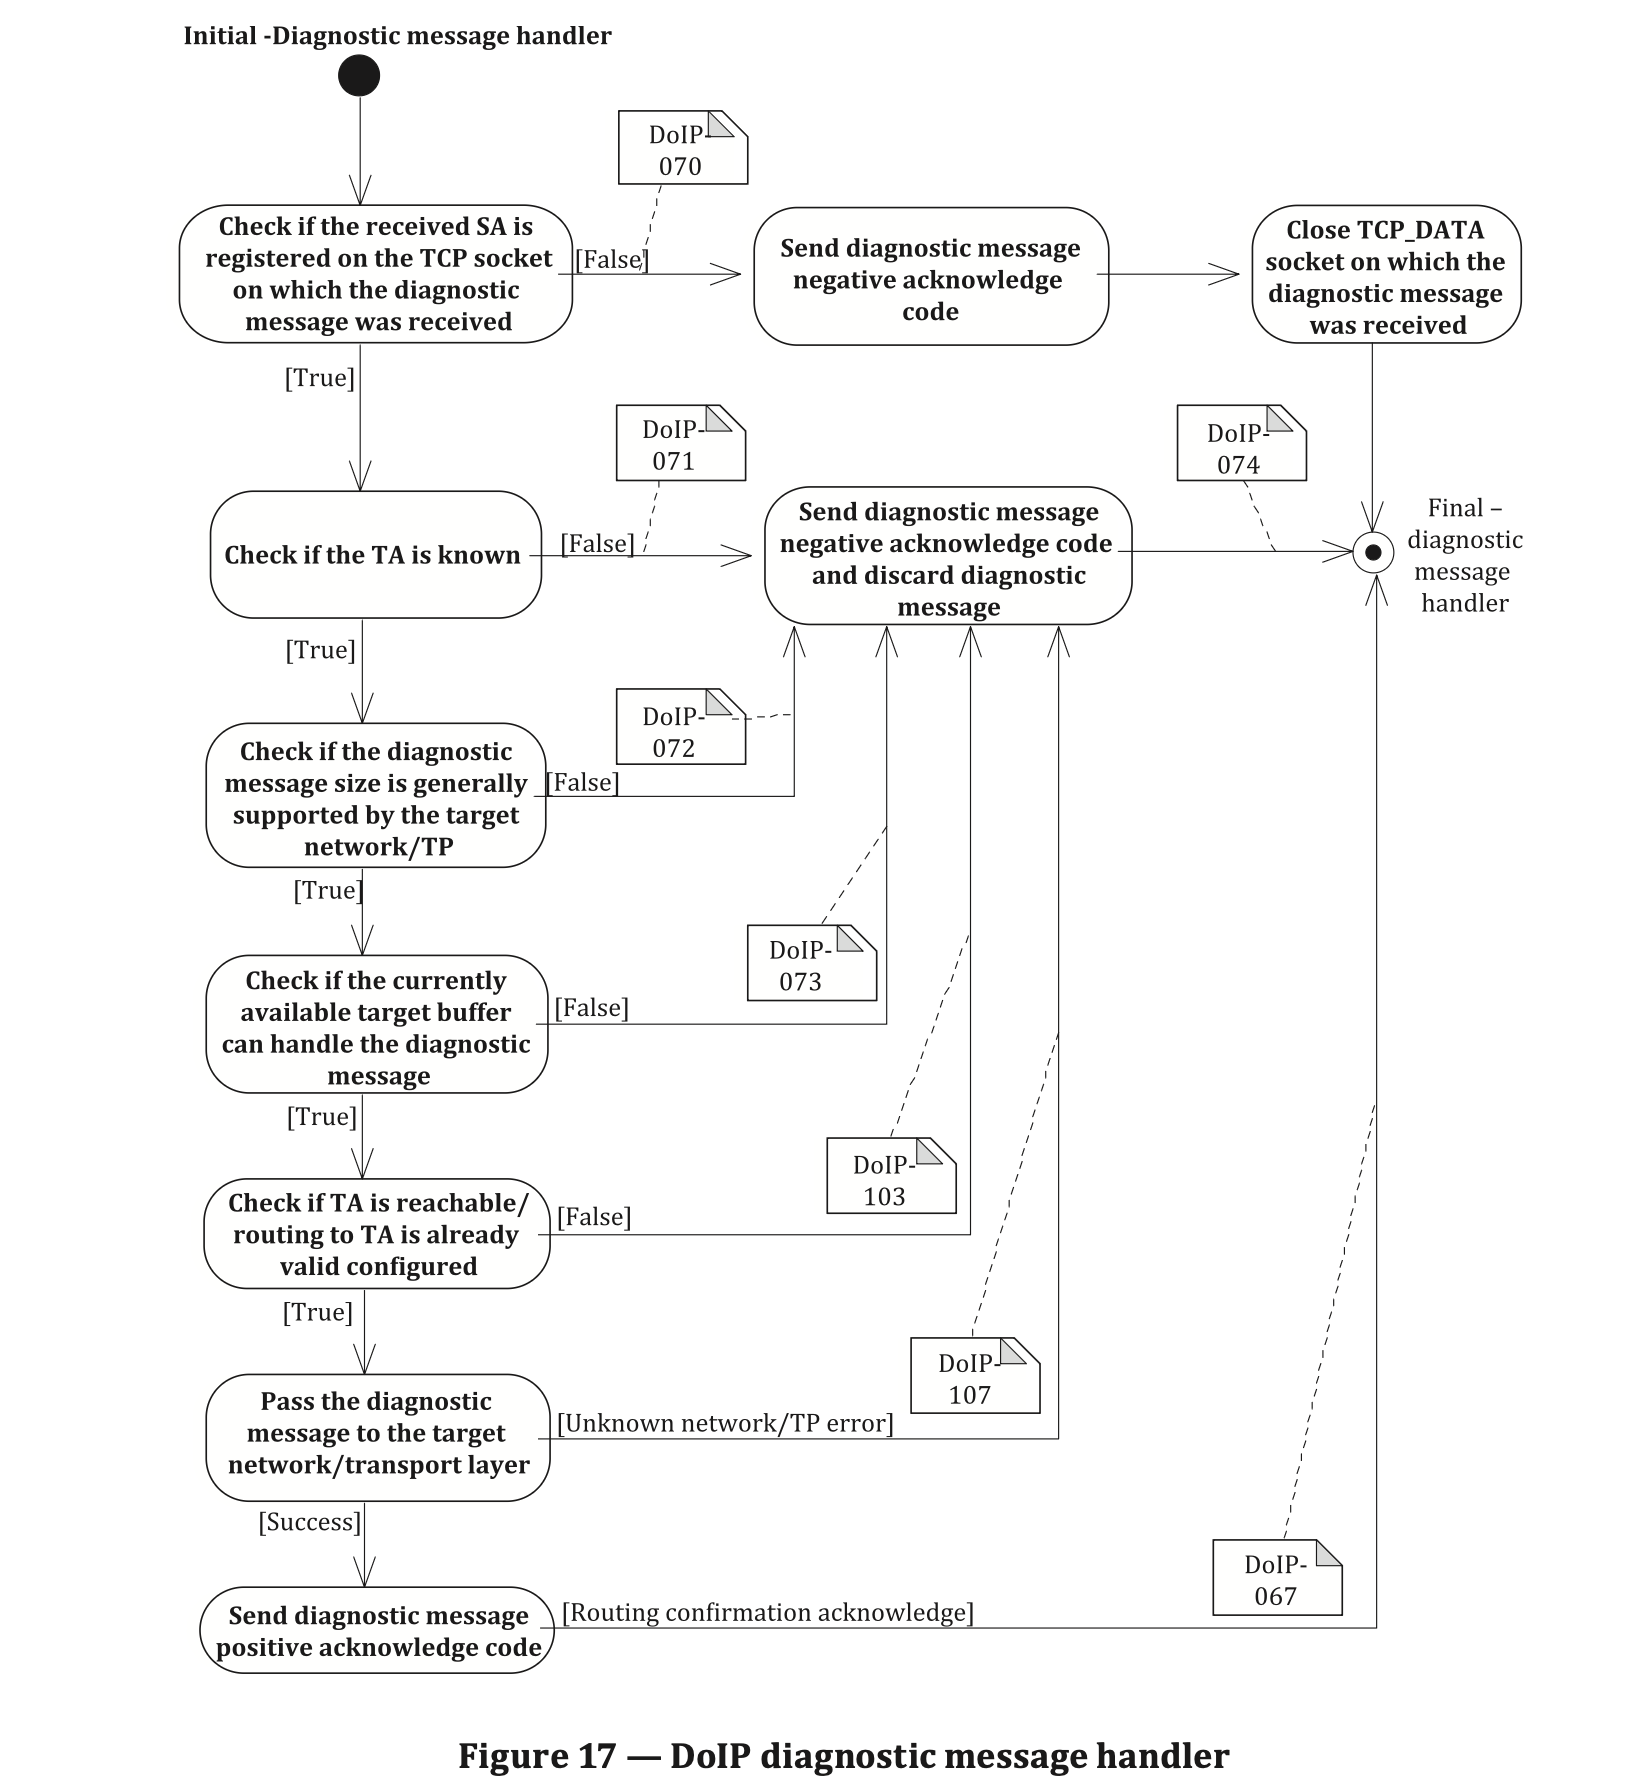 Initial -Diagnostic message handler
DoIP-
070
Check if the received SA is
registered on the TCP socket
on which the diagnostic
message was received
[False]
Send diagnostic message
negative acknowledge
code
Close TCP_DATA
socket on which the
diagnostic message
was received
[True]
DoIP-
071
DoIP-
074
Check if the TA is known
[False]
Send diagnostic message
negative acknowledge code
and discard diagnostic
message
Final –
diagnostic
message
handler
[True]
DoIP-
072
Check if the diagnostic
message size is generally
supported by the target
network/TP
[False]
[True]
DoIP-
073
Check if the currently
available target buffer
can handle the diagnostic
message
[False]
[True]
DoIP-
103
Check if TA is reachable/
routing to TA is already
valid configured
[False]
[True]
DoIP-
107
Pass the diagnostic
message to the target
network/transport layer
[Unknown network/TP error]
[Success]
DoIP-
067
Send diagnostic message
positive acknowledge code
[Routing confirmation acknowledge]
Figure 17 — DoIP diagnostic message handler